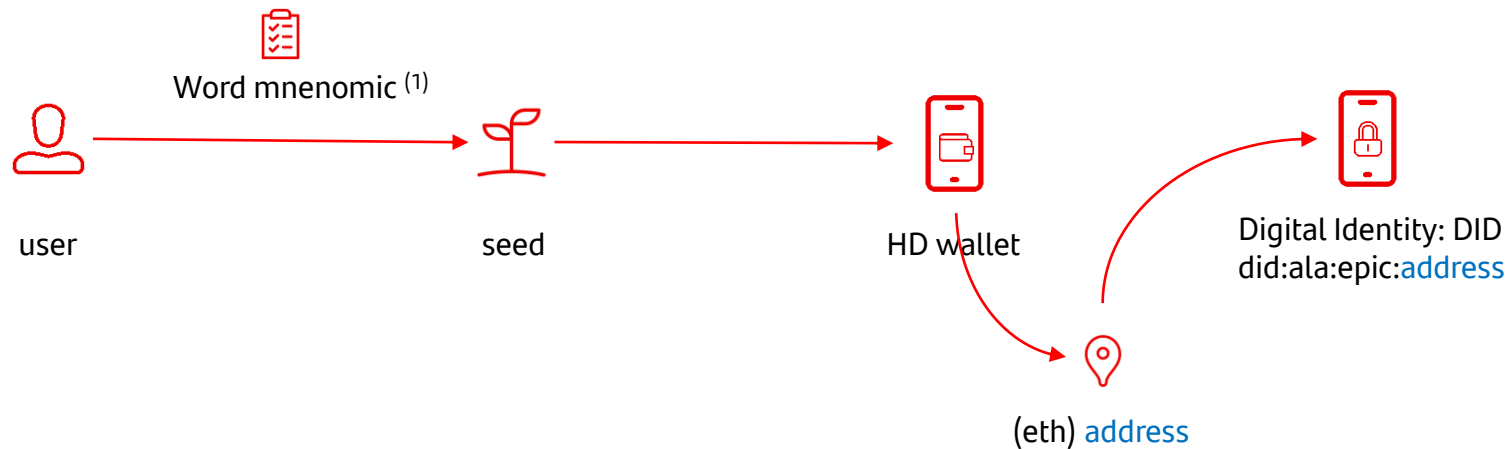 Word mnenomic (1)
user
seed
HD wallet
Digital Identity: DID
did:ala:epic:address
(eth) address